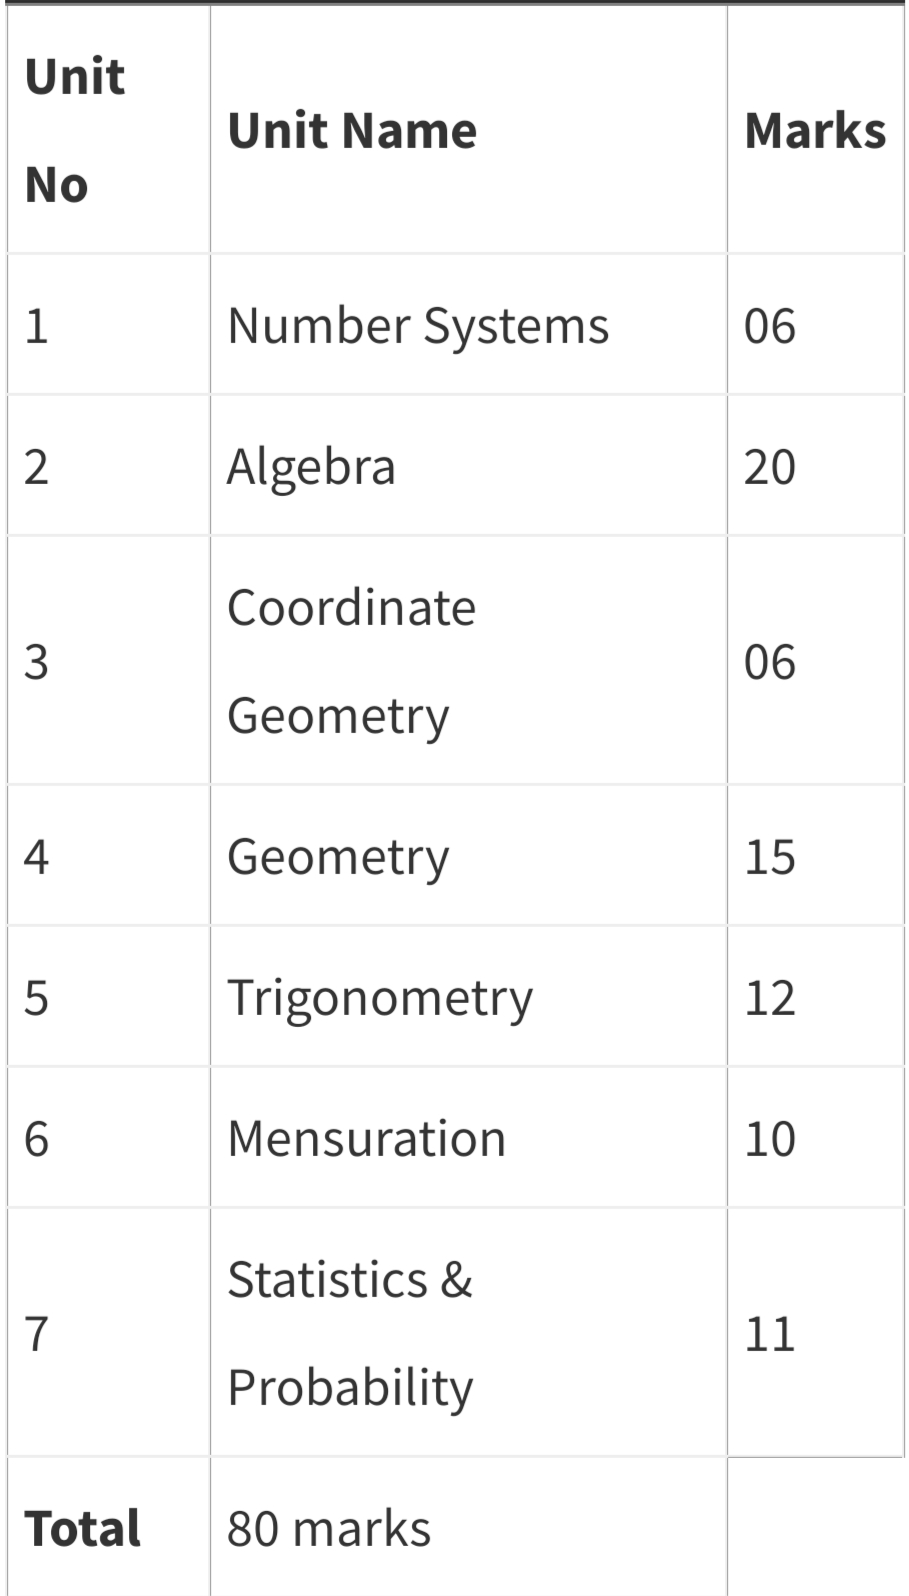 Unit
No
Unit Name
Marks
1
Number Systems
06
2
Algebra
20
3
Coordinate
Geometry
06
4
Geometry
15
5
Trigonometry
12
6
Mensuration
10
7
Statistics &
Probability
11
Total
80 marks